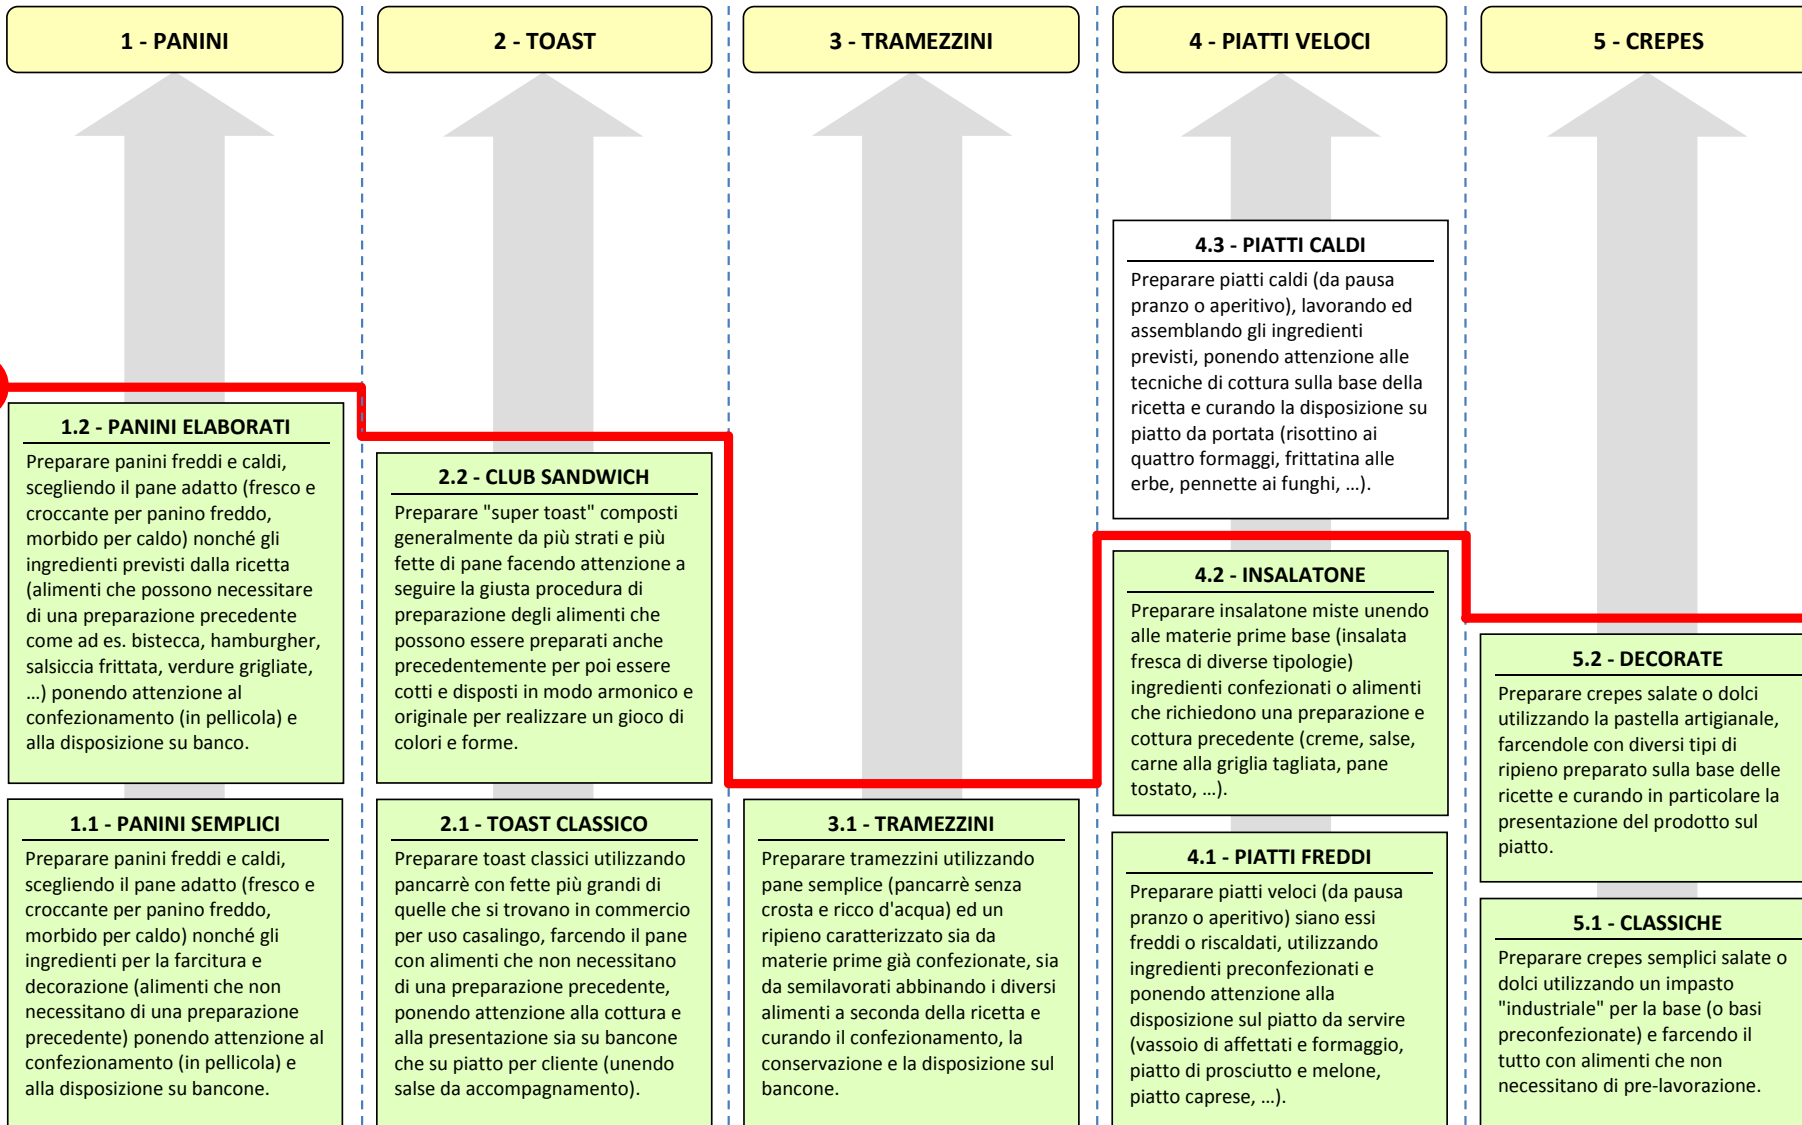 1 - PANINI
2 - TOAST
3 - TRAMEZZINI
4 - PIATTI VELOCI
5 - CREPES
4.3 - PIATTI CALDI
Preparare piatti caldi (da pausa
pranzo o aperitivo), lavorando ed
assemblando gli ingredienti
previsti, ponendo attenzione alle
tecniche di cottura sulla base della
ricetta e curando la disposizione su
piatto da portata (risottino ai
quattro formaggi, frittatina alle
erbe, pennette ai funghi, ...).
1.2 - PANINI ELABORATI
Preparare panini freddi e caldi,
scegliendo il pane adatto (fresco e
croccante per panino freddo,
morbido per caldo) nonché gli
ingredienti previsti dalla ricetta
(alimenti che possono necessitare
di una preparazione precedente
come ad es. bistecca, hamburgher,
salsiccia frittata, verdure grigliate,
...) ponendo attenzione al
confezionamento (in pellicola) e
alla disposizione su banco.
2.2 - CLUB SANDWICH
Preparare "super toast" composti
generalmente da più strati e più
fette di pane facendo attenzione a
seguire la giusta procedura di
preparazione degli alimenti che
possono essere preparati anche
precedentemente per poi essere
cotti e disposti in modo armonico e
originale per realizzare un gioco di
colori e forme.
4.2 - INSALATONE
Preparare insalatone miste unendo
alle materie prime base (insalata
fresca di diverse tipologie)
ingredienti confezionati o alimenti
che richiedono una preparazione e
cottura precedente (creme, salse,
carne alla griglia tagliata, pane
tostato, ...).
5.2 - DECORATE
Preparare crepes salate o dolci
utilizzando la pastella artigianale,
farcendole con diversi tipi di
ripieno preparato sulla base delle
ricette e curando in particolare la
presentazione del prodotto sul
piatto.
1.1 - PANINI SEMPLICI
Preparare panini freddi e caldi,
scegliendo il pane adatto (fresco e
croccante per panino freddo,
morbido per caldo) nonché gli
ingredienti per la farcitura e
decorazione (alimenti che non
necessitano di una preparazione
precedente) ponendo attenzione al
confezionamento (in pellicola) e
alla disposizione su bancone.
2.1 - TOAST CLASSICO
Preparare toast classici utilizzando
pancarrè con fette più grandi di
quelle che si trovano in commercio
per uso casalingo, farcendo il pane
con alimenti che non necessitano
di una preparazione precedente,
ponendo attenzione alla cottura e
alla presentazione sia su bancone
che su piatto per cliente (unendo
salse da accompagnamento).
3.1 - TRAMEZZINI
Preparare tramezzini utilizzando
pane semplice (pancarrè senza
crosta e ricco d'acqua) ed un
ripieno caratterizzato sia da
materie prime già confezionate, sia
da semilavorati abbinando i diversi
alimenti a seconda della ricetta e
curando il confezionamento, la
conservazione e la disposizione sul
bancone.
4.1 - PIATTI FREDDI
Preparare piatti veloci (da pausa
pranzo o aperitivo) siano essi
freddi o riscaldati, utilizzando
ingredienti preconfezionati e
ponendo attenzione alla
disposizione sul piatto da servire
(vassoio di affettati e formaggio,
piatto di prosciutto e melone,
piatto caprese, ...).
5.1 - CLASSICHE
Preparare crepes semplici salate o
dolci utilizzando un impasto
"industriale" per la base (o basi
preconfezionate) e farcendo il
tutto con alimenti che non
necessitano di pre-lavorazione.